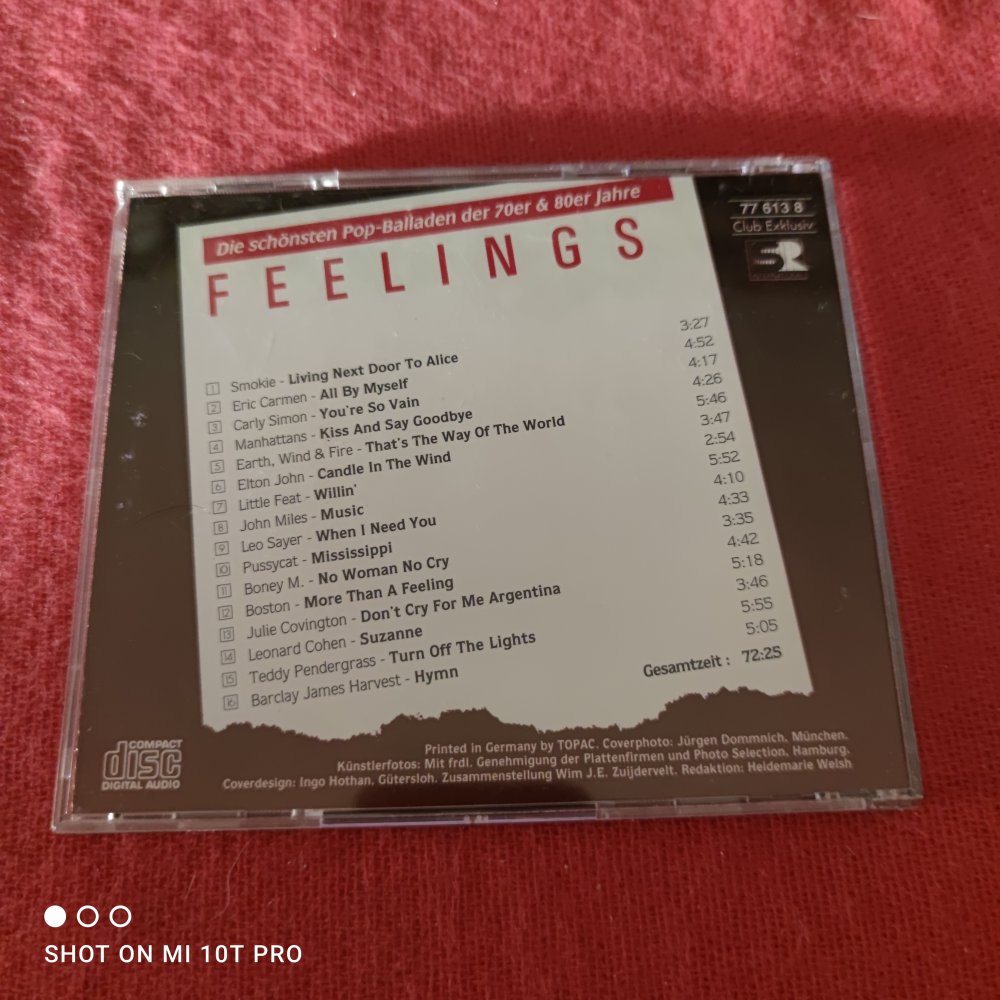 Die schönsten Pop-Balladen der 70er & 80er Jahre
FEELINGS
77 613 8
Club Exklusiv
SR
1 Smokie - Living Next Door To Alice 3:27
2 Eric Carmen - All By Myself 4:52
3 Carly Simon - You're So Vain 4:17
4 Manhattans - Kiss And Say Goodbye 4:26
5 Earth, Wind & Fire - That's The Way Of The World 5:46
6 Elton John - Candle In The Wind 3:47
7 Little Feat - Willin' 2:54
8 John Miles - Music 5:52
9 Leo Sayer - When I Need You 4:10
10 Pussycat - Mississippi 4:33
11 Boney M. - No Woman No Cry 3:35
12 Boston - More Than A Feeling 4:42
13 Julie Covington - Don't Cry For Me Argentina 5:18
14 Leonard Cohen - Suzanne 3:46
15 Teddy Pendergrass - Turn Off The Lights 5:55
16 Barclay James Harvest - Hymn 5:05
Gesamtzeit : 72:25
COMPACT
disc
DIGITAL AUDIO
Printed in Germany by TOPAC. Coverphoto: Jürgen Dommnich, München.
Künstlerfotos: Mit frdl. Genehmigung der Plattenfirmen und Photo Selection, Hamburg.
Coverdesign: Ingo Hothan, Gütersloh. Zusammenstellung Wim J.E. Zuijdervelt. Redaktion: Heidemarie Welsh
SHOT ON MI 10T PRO